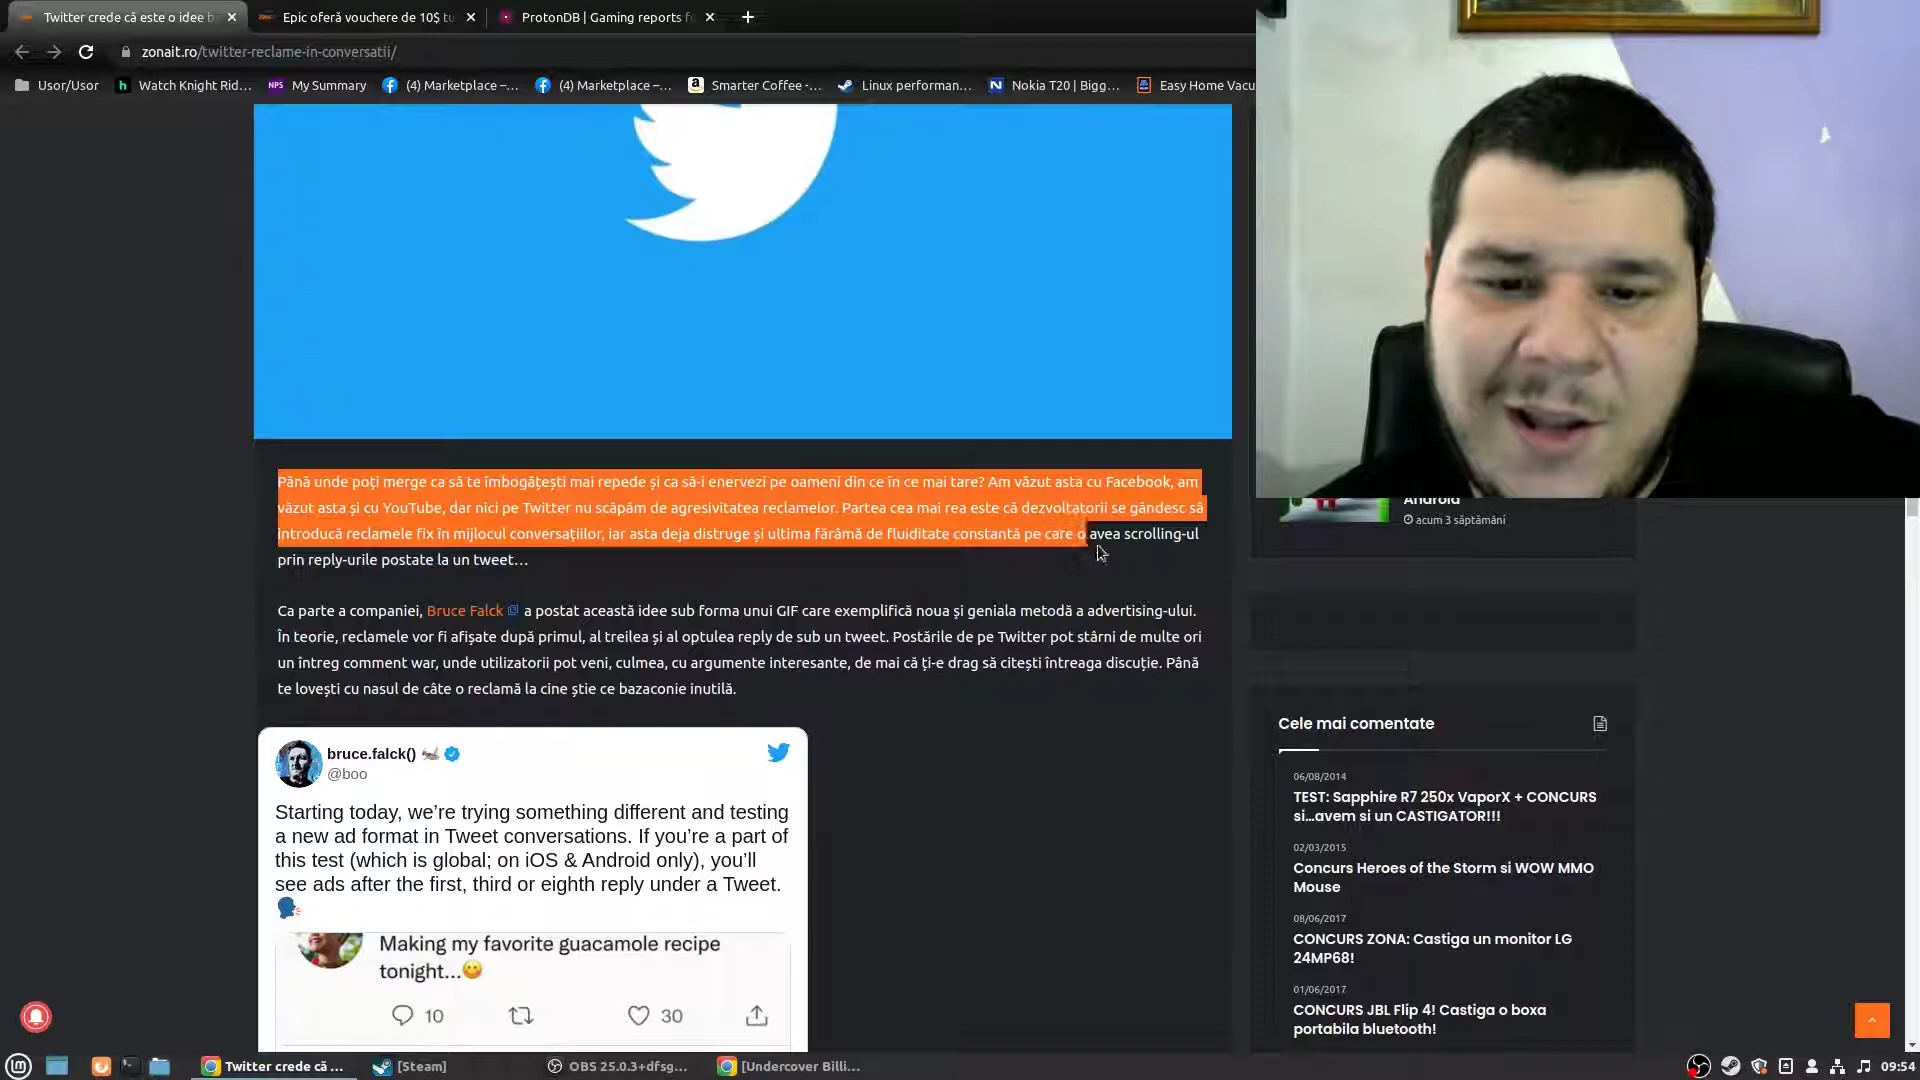 Twitter crede că este o idee b
Epic oferă vouchere de 10$ tu
ProtonDB | Gaming reports f
zonait.ro/twitter-reclame-in-conversatii/
Usor/Usor
Watch Knight Rid...
NPS
My Summary
(4) Marketplace –...
(4) Marketplace –...
Smarter Coffee -...
Linux performan...
Nokia T20 | Bigg...
Easy Home Vacu
Până unde poți merge ca să te îmbogățești mai repede și ca să-i enervezi pe oameni din ce în ce mai tare? Am văzut asta cu Facebook, am
văzut asta și cu YouTube, dar nici pe Twitter nu scăpăm de agresivitatea reclamelor. Partea cea mai rea este că dezvoltatorii se gândesc să
introducă reclamele fix în mijlocul conversațiilor, iar asta deja distruge și ultima fărâmă de fluiditate constantă pe care o avea scrolling-ul
prin reply-urile postate la un tweet…
Ca parte a companiei, Bruce Falck a postat această idee sub forma unui GIF care exemplifică noua și geniala metodă a advertising-ului.
În teorie, reclamele vor fi afișate după primul, al treilea și al optulea reply de sub un tweet. Postările de pe Twitter pot stârni de multe ori
un întreg comment war, unde utilizatorii pot veni, culmea, cu argumente interesante, de mai că ți-e drag să citești întreaga discuție. Până
te lovești cu nasul de câte o reclamă la cine știe ce bazaconie inutilă.
bruce.falck()
@boo
Starting today, we're trying something different and testing
a new ad format in Tweet conversations. If you're a part of
this test (which is global; on iOS & Android only), you'll
see ads after the first, third or eighth reply under a Tweet.
Making my favorite guacamole recipe
tonight...
10
30
Android
acum 3 săptămâni
Cele mai comentate
06/08/2014
TEST: Sapphire R7 250x VaporX + CONCURS
si…avem si un CASTIGATOR!!!
02/03/2015
Concurs Heroes of the Storm si WOW MMO
Mouse
08/06/2017
CONCURS ZONA: Castiga un monitor LG
24MP68!
01/06/2017
CONCURS JBL Flip 4! Castiga o boxa
portabila bluetooth!
Twitter crede că ...
[Steam]
OBS 25.0.3+dfsg...
[Undercover Billi...
09:54